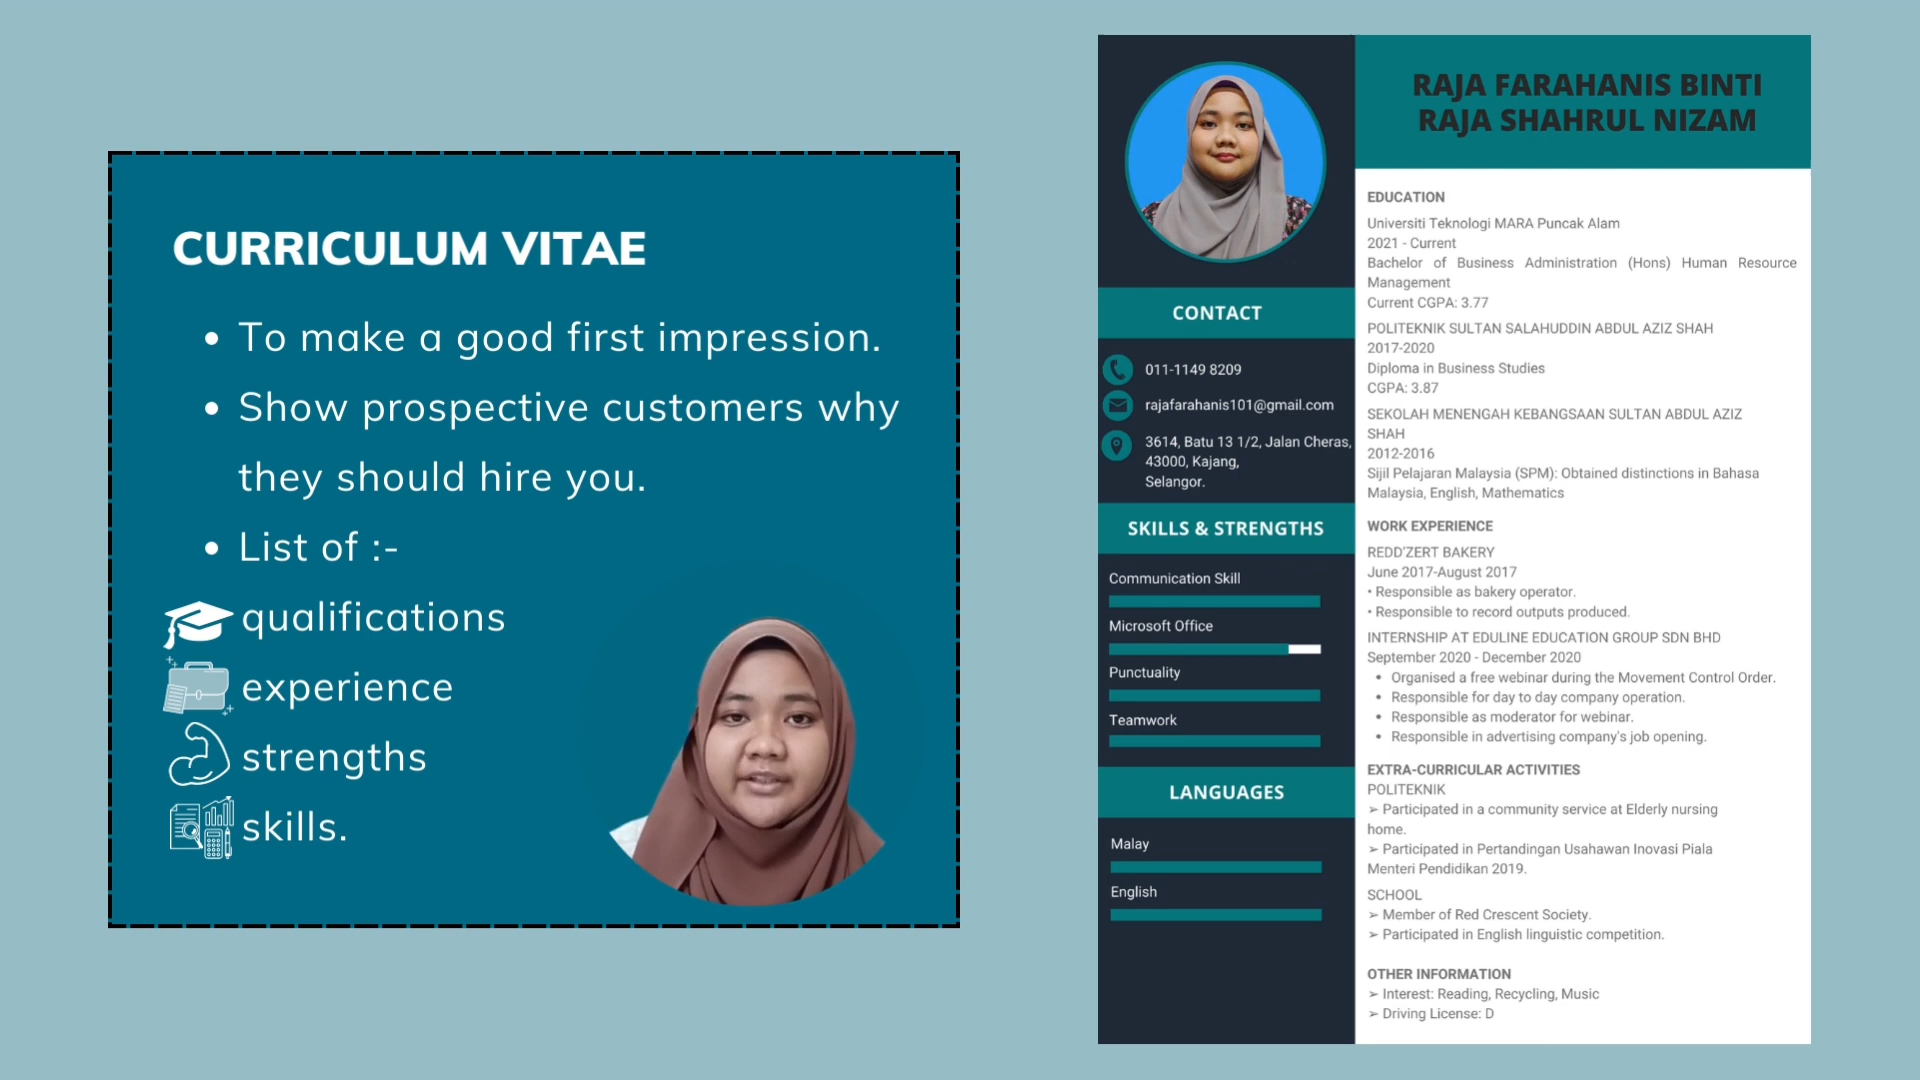 CURRICULUM VITAE
• To make a good first impression.
• Show prospective customers why
they should hire you.
• List of :-
qualifications
experience
strengths
skills.
RAJA FARAHANIS BINTI
RAJA SHAHRUL NIZAM
CONTACT
011-1149 8209
rajafarahanis101@gmail.com
3614, Batu 13 1/2, Jalan Cheras,
43000, Kajang,
Selangor.
SKILLS & STRENGTHS
Communication Skill
Microsoft Office
Punctuality
Teamwork
LANGUAGES
Malay
English
EDUCATION
Universiti Teknologi MARA Puncak Alam
2021 - Current
Bachelor of Business Administration (Hons) Human Resource
Management
Current CGPA: 3.77
POLITEKNIK SULTAN SALAHUDDIN ABDUL AZIZ SHAH
2017-2020
Diploma in Business Studies
CGPA: 3.87
SEKOLAH MENENGAH KEBANGSAAN SULTAN ABDUL AZIZ
SHAH
2012-2016
Sijil Pelajaran Malaysia (SPM): Obtained distinctions in Bahasa
Malaysia, English, Mathematics
WORK EXPERIENCE
REDD'ZERT BAKERY
June 2017-August 2017
• Responsible as bakery operator.
• Responsible to record outputs produced.
INTERNSHIP AT EDULINE EDUCATION GROUP SDN BHD
September 2020 - December 2020
• Organised a free webinar during the Movement Control Order.
• Responsible for day to day company operation.
• Responsible as moderator for webinar.
• Responsible in advertising company's job opening.
EXTRA-CURRICULAR ACTIVITIES
POLITEKNIK
➢ Participated in a community service at Elderly nursing
home.
➢ Participated in Pertandingan Usahawan Inovasi Piala
Menteri Pendidikan 2019.
SCHOOL
➢ Member of Red Crescent Society.
➢ Participated in English linguistic competition.
OTHER INFORMATION
➢ Interest: Reading, Recycling, Music
➢ Driving License: D